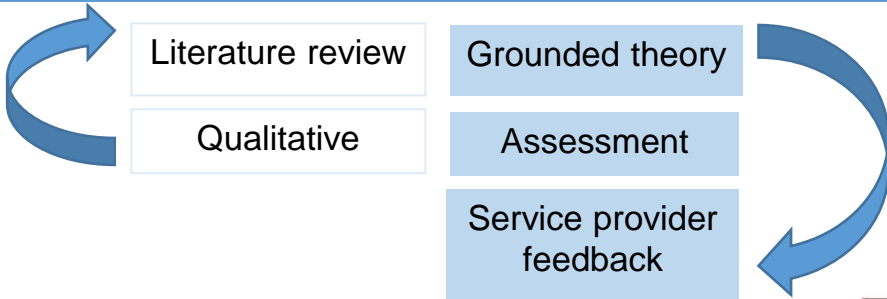 Literature review
Qualitative
Grounded theory
Assessment
Service provider
feedback